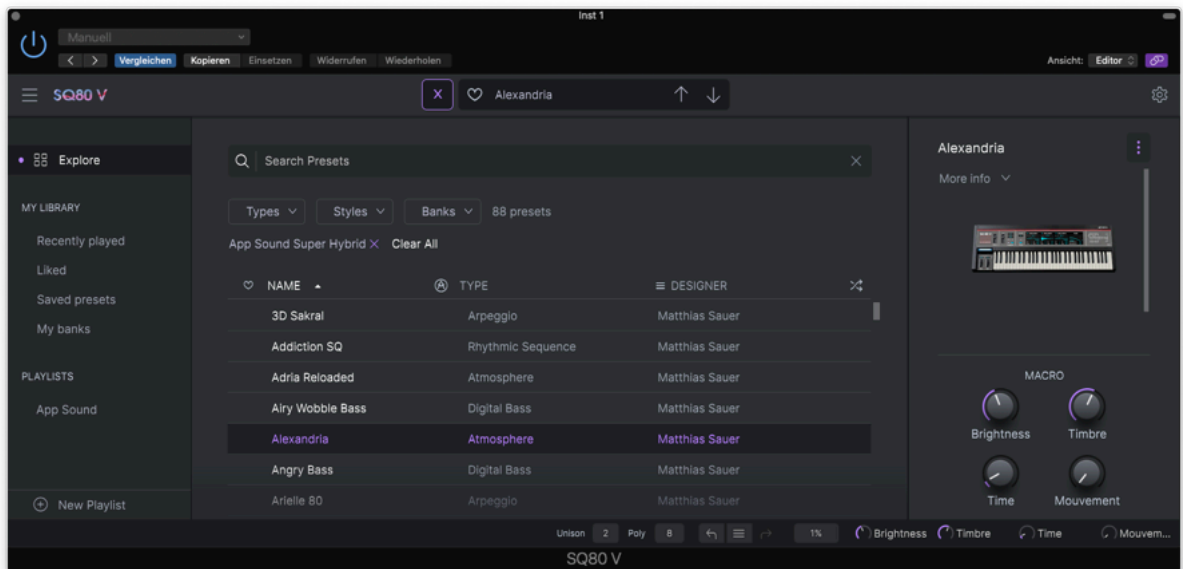 Inst 1
Manuell
Vergleichen Kopieren Einsetzen Widerrufen Wiederholen Ansicht: Editor
SQ80 V X Alexandria
Explore
MY LIBRARY
Recently played
Liked
Saved presets
My banks
PLAYLISTS
App Sound
New Playlist
Search Presets
Types Styles Banks 88 presets
App Sound Super Hybrid Clear All
NAME TYPE DESIGNER
3D Sakral Arpeggio Matthias Sauer
Addiction SQ Rhythmic Sequence Matthias Sauer
Adria Reloaded Atmosphere Matthias Sauer
Airy Wobble Bass Digital Bass Matthias Sauer
Alexandria Atmosphere Matthias Sauer
Angry Bass Digital Bass Matthias Sauer
Arielle 80 Arpeggio Matthias Sauer
Alexandria
More info
MACRO
Brightness Timbre
Time Mouvement
Unison 2 Poly 8 1% Brightness Timbre Time Mouvem...
SQ80 V